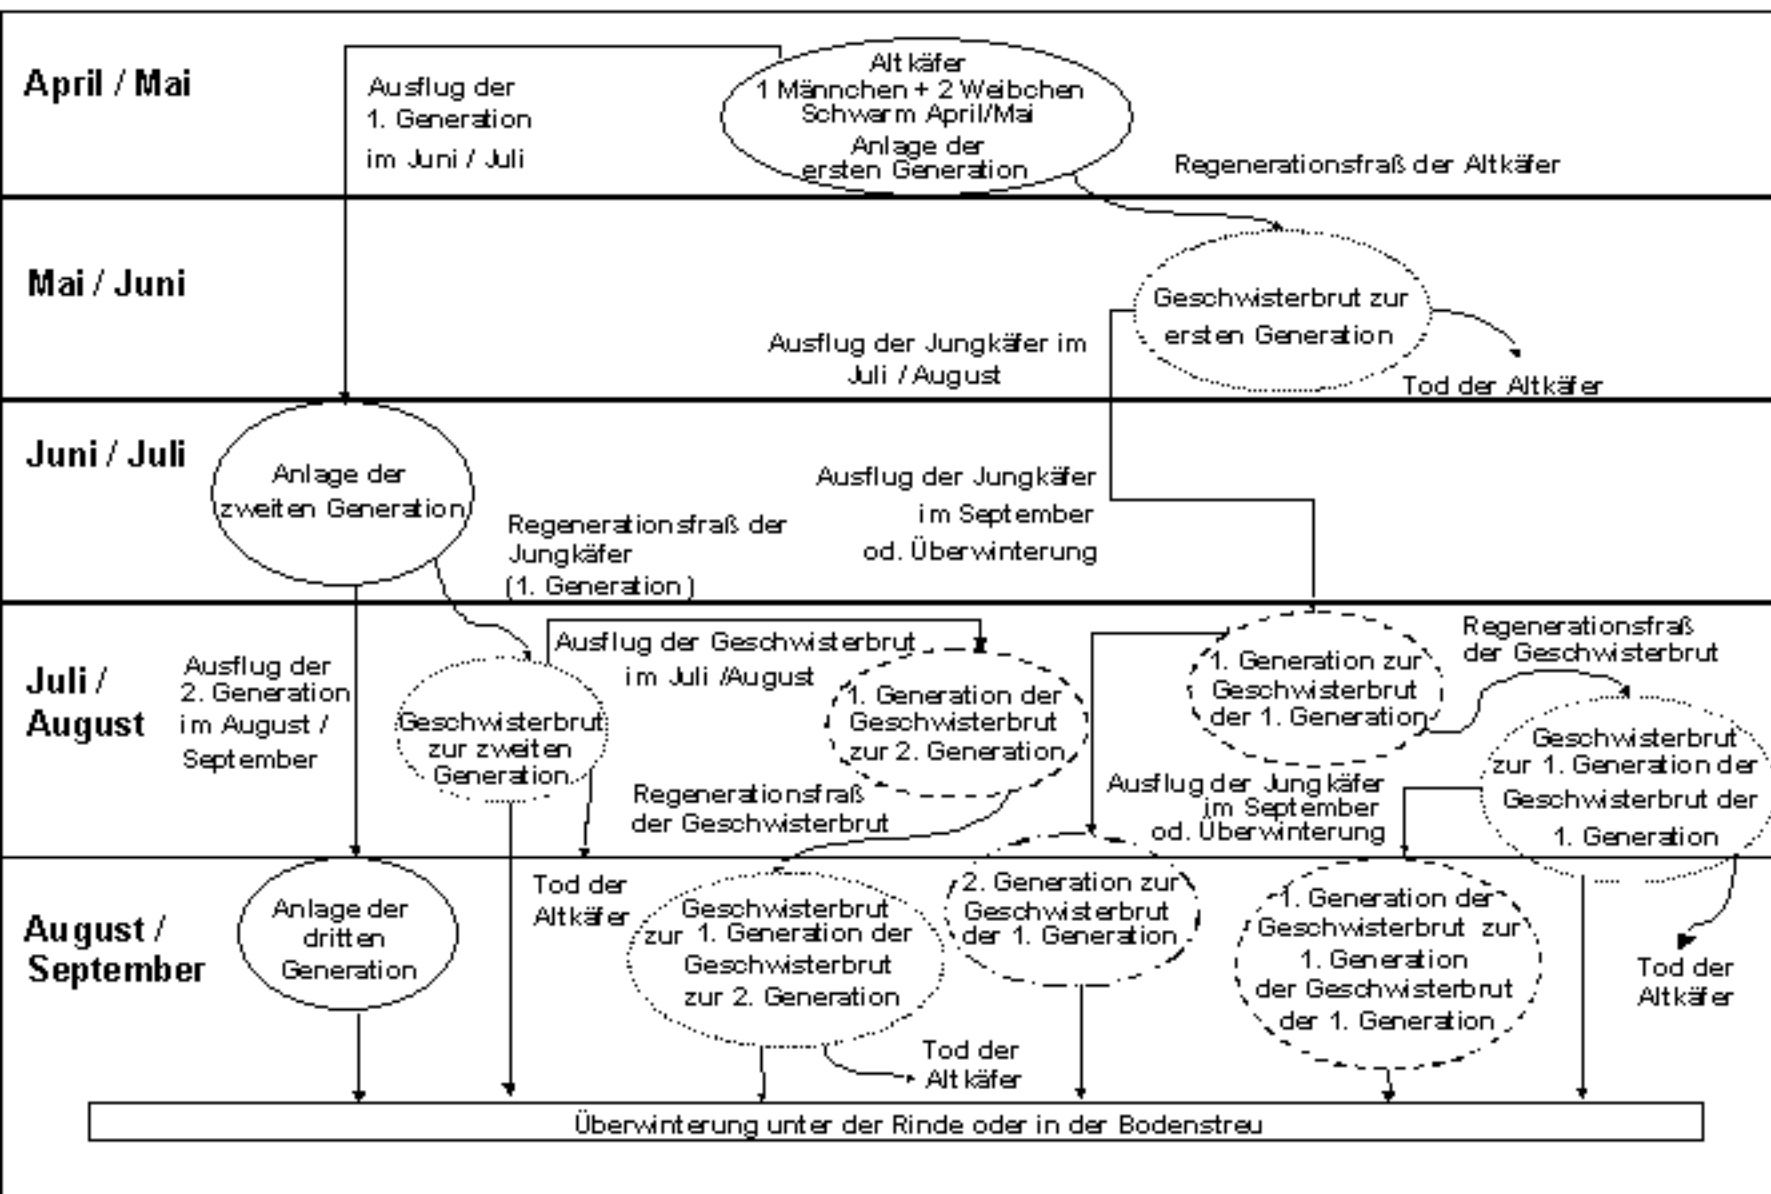 April / Mai
Ausflug der
1. Generation
im Juni / Juli
Altkäfer
1 Männchen + 2 Weibchen
Schwarm April/Mai
Anlage der
ersten Generation
Regenerationsfraß der Altkäfer
Mai / Juni
Geschwisterbrut zur
ersten Generation
Ausflug der Jungkäfer im
Juli / August
Tod der Altkäfer
Juni / Juli
Anlage der
zweiten Generation
Regenerationsfraß der
Jungkäfer
(1. Generation)
Ausflug der Jungkäfer
im September
od. Überwinterung
Juli /
August
Ausflug der
2. Generation
im August /
September
Geschwisterbrut
zur zweiten
Generation
Ausflug der Geschwisterbrut
im Juli /August
1. Generation der
Geschwisterbrut
zur 2. Generation
Regenerationsfraß
der Geschwisterbrut
1. Generation zur
Geschwisterbrut
der 1. Generation
Regenerationsfraß
der Geschwisterbrut
Ausflug der Jungkäfer
im September
od. Überwinterung
Geschwisterbrut
zur 1. Generation der
Geschwisterbrut der
1. Generation
August /
September
Anlage der
dritten
Generation
Tod der
Altkäfer
Geschwisterbrut
zur 1. Generation der
Geschwisterbrut
zur 2. Generation
Tod der
Altkäfer
2. Generation zur
Geschwisterbrut
der 1. Generation
1. Generation der
Geschwisterbrut zur
1. Generation
der Geschwisterbrut
der 1. Generation
Tod der
Altkäfer
Überwinterung unter der Rinde oder in der Bodenstreu